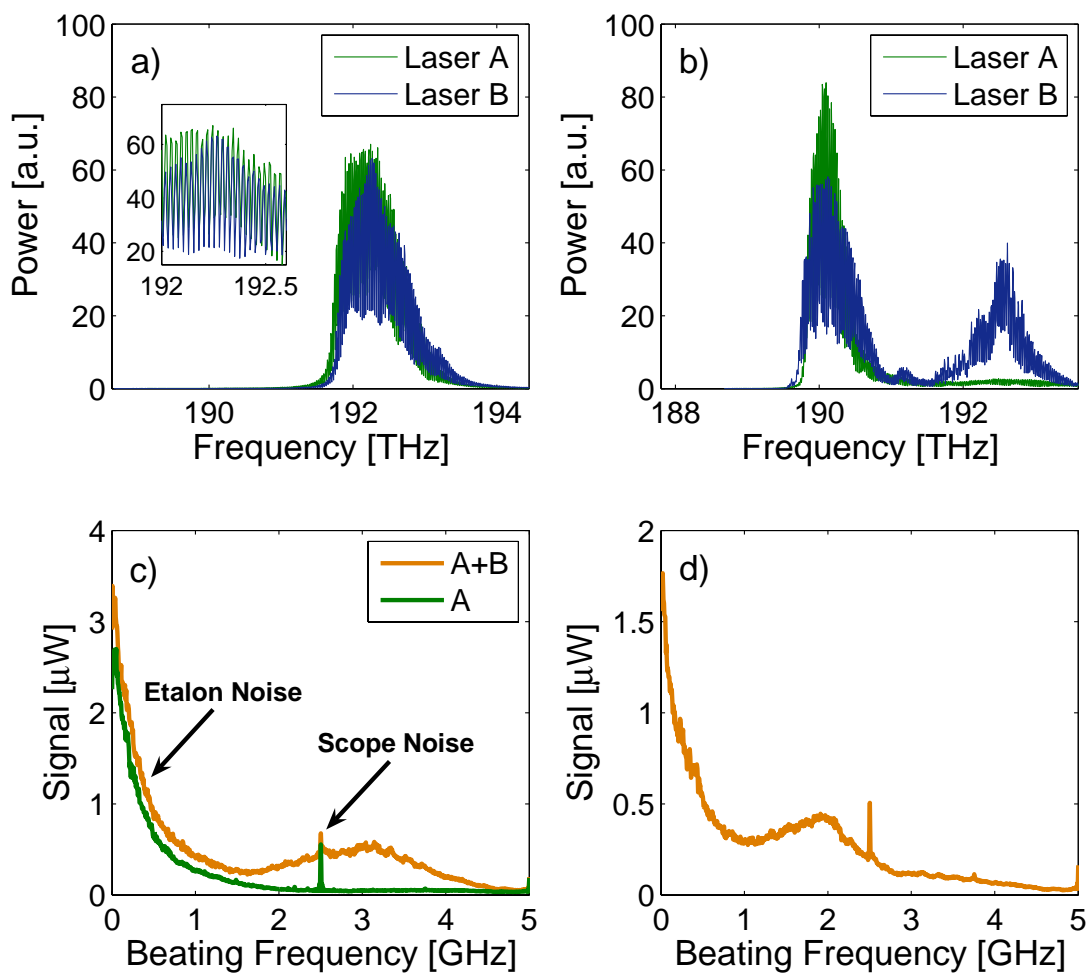 a)
Laser A
Laser B
Power [a.u.]
100
80
60
40
20
0
60
40
20
192
192.5
190
192
194
Frequency [THz]
b)
Laser A
Laser B
Power [a.u.]
100
80
60
40
20
0
188
190
192
Frequency [THz]
c)
A+B
A
Etalon Noise
Scope Noise
Signal [μW]
4
3
2
1
0
0
1
2
3
4
5
Beating Frequency [GHz]
d)
Signal [μW]
2
1.5
1
0.5
0
0
1
2
3
4
5
Beating Frequency [GHz]